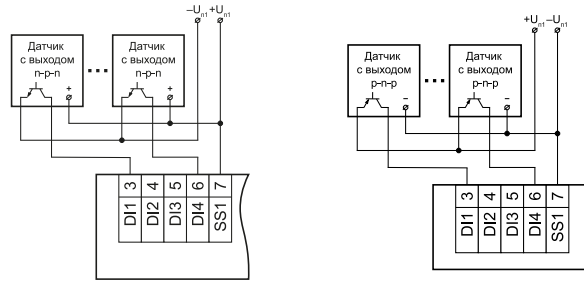 –Uп1 +Uп1
Датчик
с выходом
n-p-n
+
Датчик
с выходом
n-p-n
+
3 4 5 6 7
DI1 DI2 DI3 DI4 SS1
+Uп1 –Uп1
Датчик
с выходом
p-n-p
–
Датчик
с выходом
p-n-p
–
3 4 5 6 7
DI1 DI2 DI3 DI4 SS1